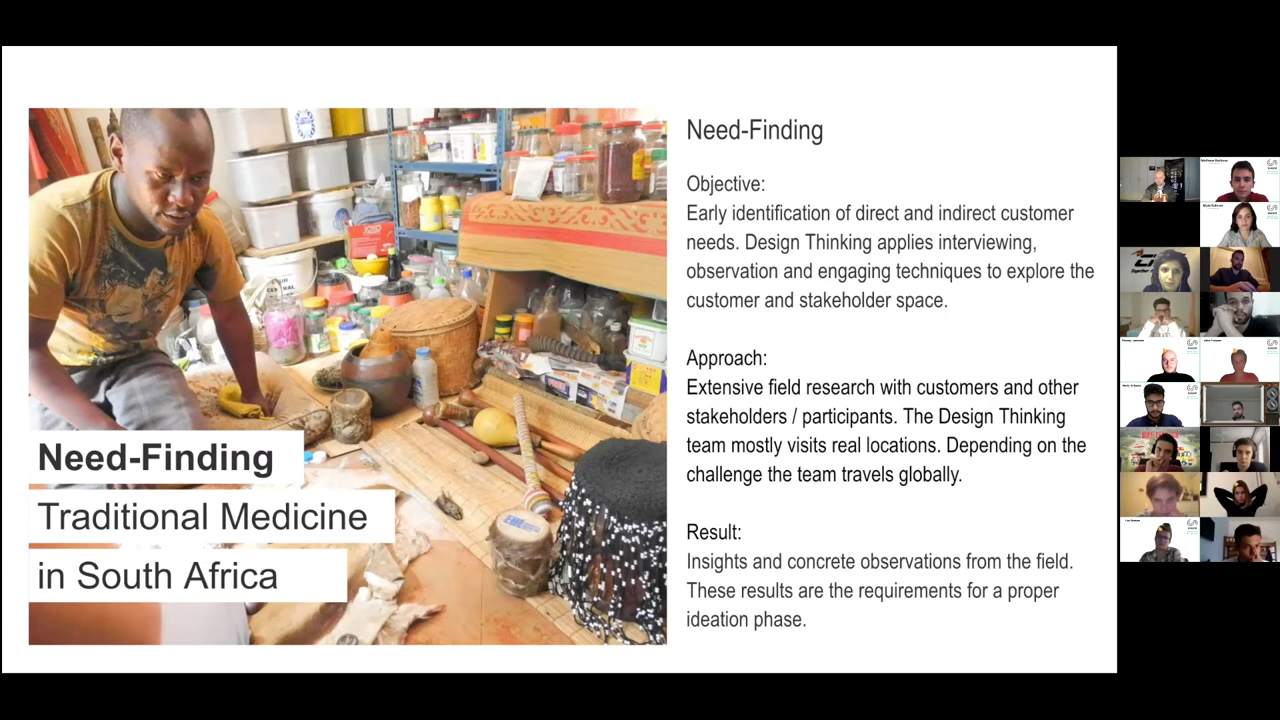 Need-Finding
Traditional Medicine
in South Africa
Need-Finding
Objective:
Early identification of direct and indirect customer
needs. Design Thinking applies interviewing,
observation and engaging techniques to explore the
customer and stakeholder space.
Approach:
Extensive field research with customers and other
stakeholders / participants. The Design Thinking
team mostly visits real locations. Depending on the
challenge the team travels globally.
Result:
Insights and concrete observations from the field.
These results are the requirements for a proper
ideation phase.